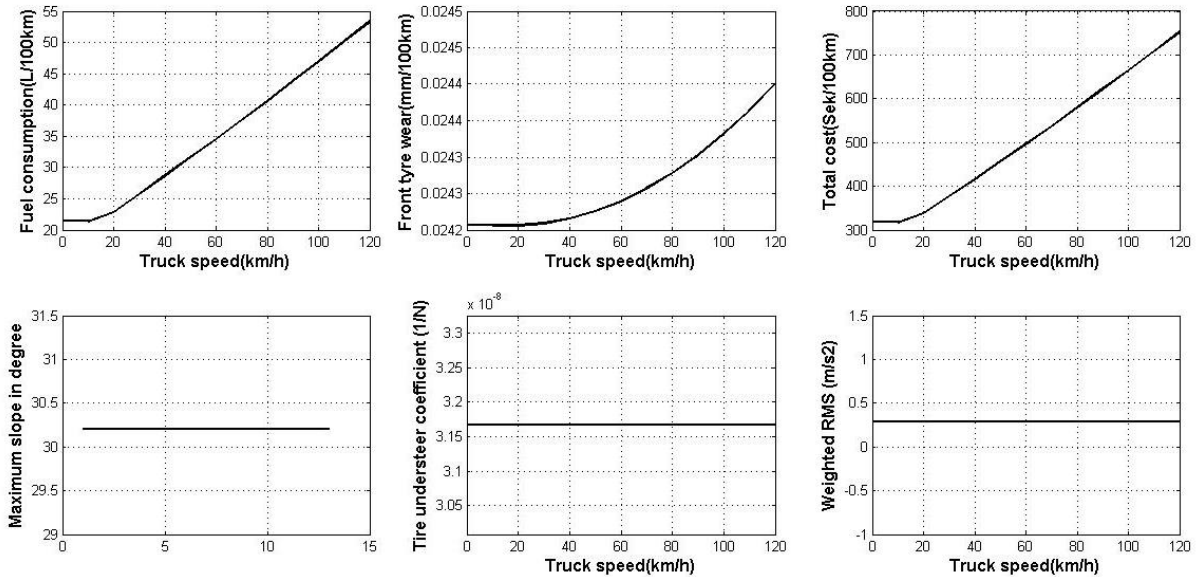 Fuel consumption(L/100km)
55
50
45
40
35
30
25
20
0 20 40 60 80 100 120
Truck speed(km/h)
Front tyre wear(mm/100km)
0.0245
0.0245
0.0244
0.0244
0.0243
0.0243
0.0242
0 20 40 60 80 100 120
Truck speed(km/h)
Total cost(Sek/100km)
800
700
600
500
400
300
0 20 40 60 80 100 120
Truck speed(km/h)
Maximum slope in degree
31.5
31
30.5
30
29.5
29
0 5 10 15
Tire understeer coefficient (1/N)
x 10-8
3.3
3.25
3.2
3.15
3.1
3.05
0 20 40 60 80 100 120
Truck speed(km/h)
Weighted RMS (m/s2)
1.5
1
0.5
0
-0.5
-1
0 20 40 60 80 100 120
Truck speed(km/h)